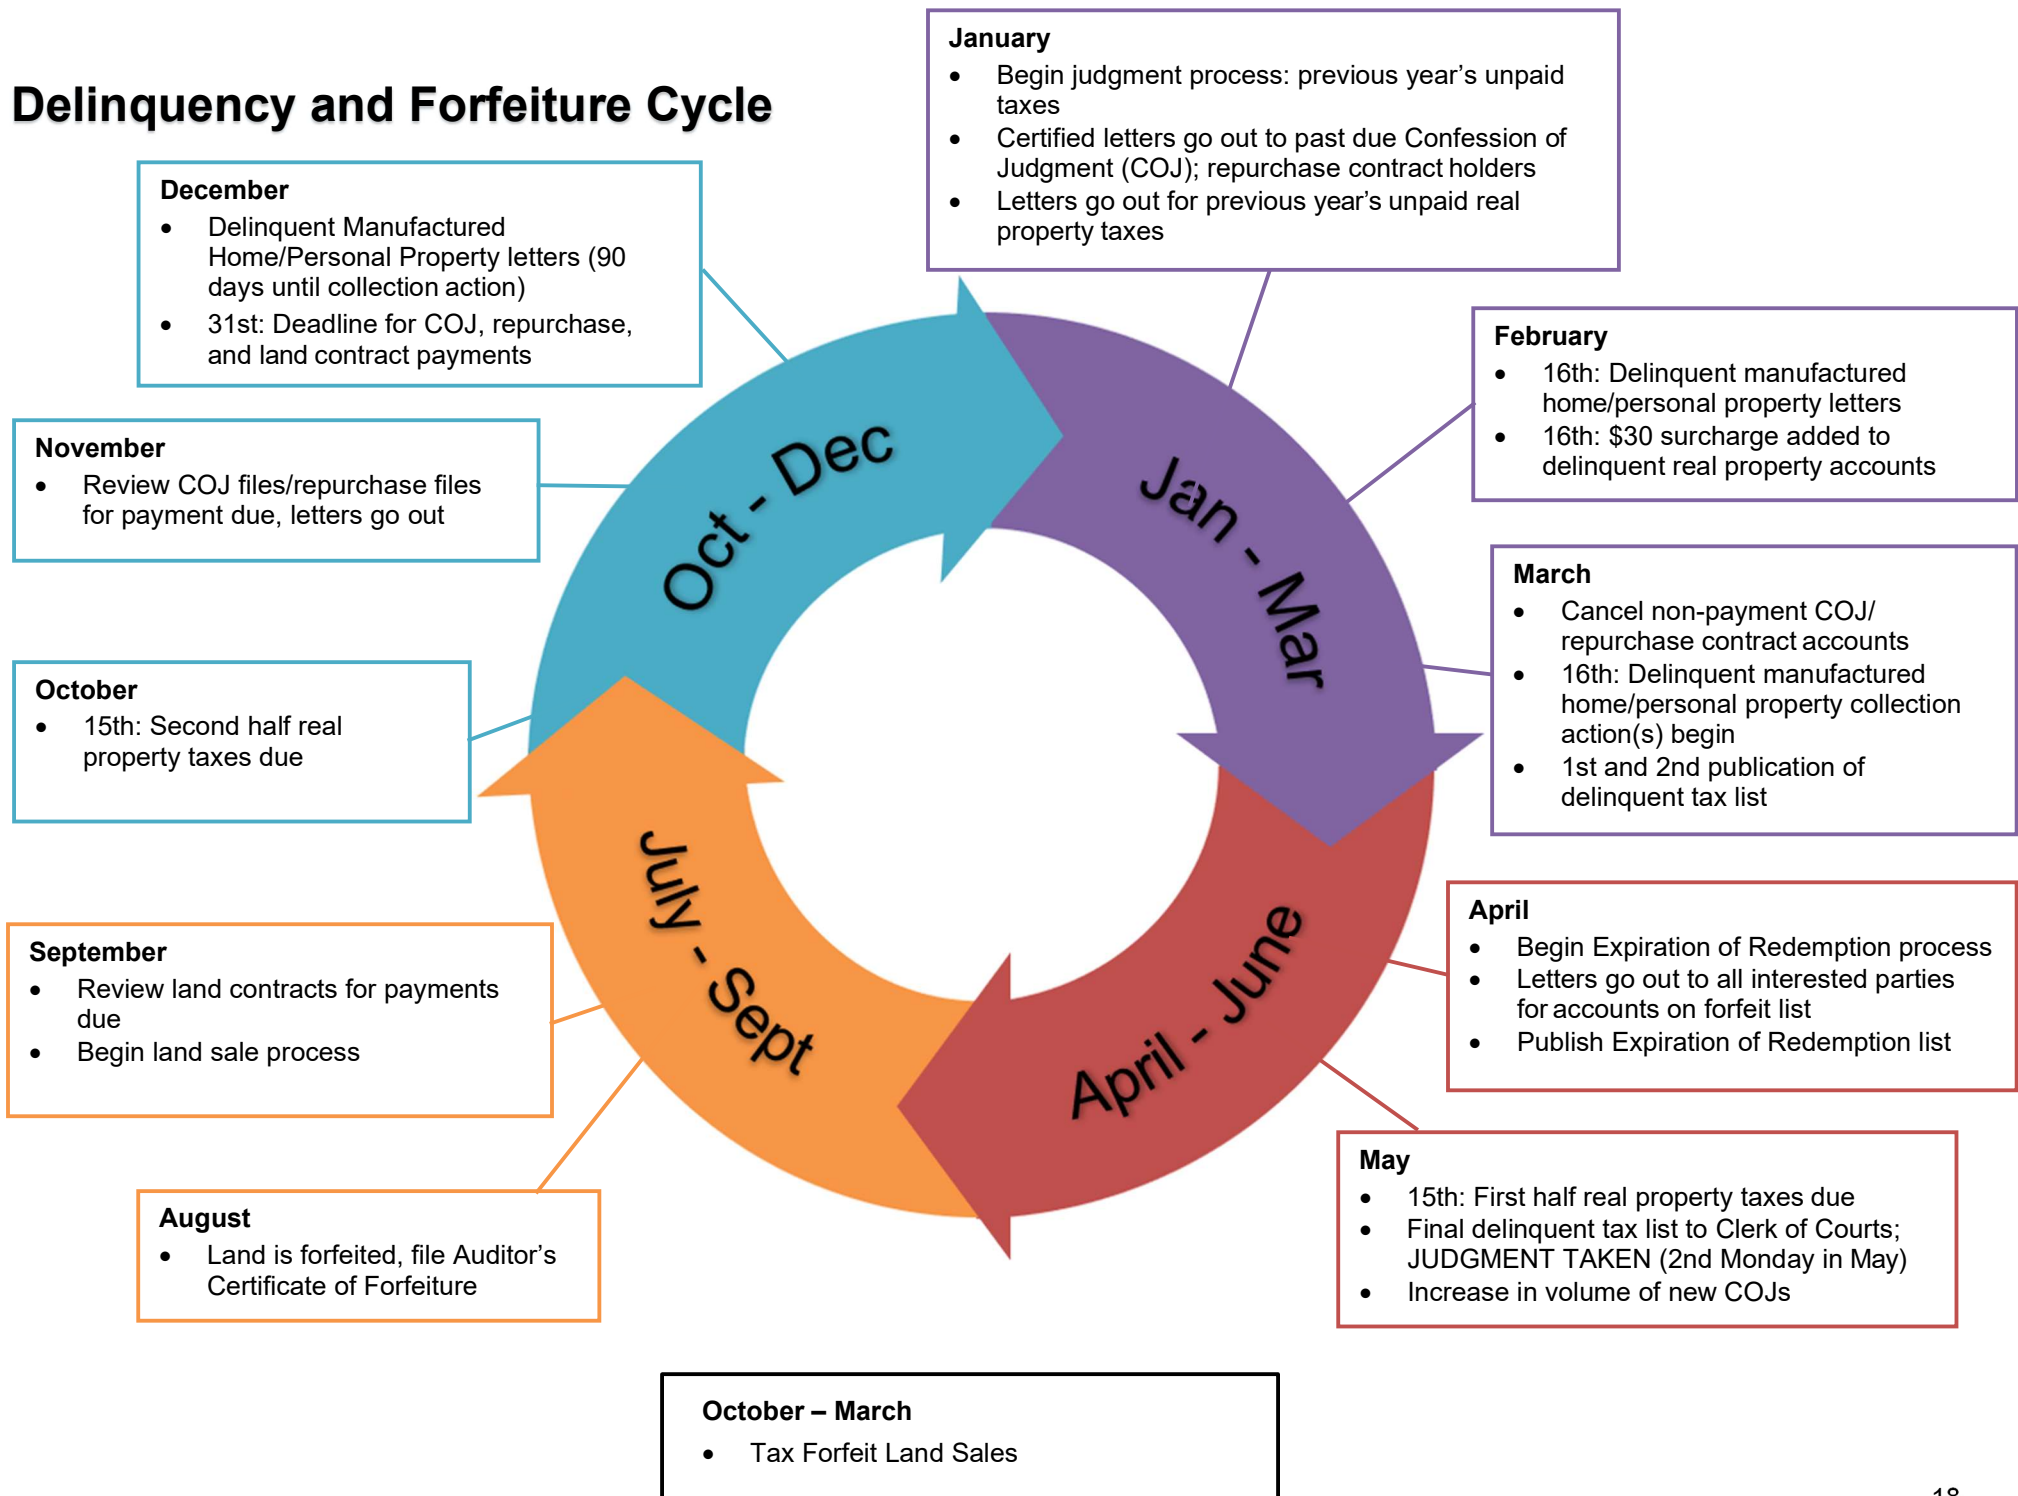 Delinquency and Forfeiture Cycle
January
• Begin judgment process: previous year's unpaid
taxes
• Certified letters go out to past due Confession of
Judgment (COJ); repurchase contract holders
• Letters go out for previous year's unpaid real
property taxes
December
• Delinquent Manufactured
Home/Personal Property letters (90
days until collection action)
• 31st: Deadline for COJ, repurchase,
and land contract payments
February
• 16th: Delinquent manufactured
home/personal property letters
• 16th: $30 surcharge added to
delinquent real property accounts
November
• Review COJ files/repurchase files
for payment due, letters go out
Oct - Dec
Jan - Mar
March
• Cancel non-payment COJ/
repurchase contract accounts
• 16th: Delinquent manufactured
home/personal property collection
action(s) begin
• 1st and 2nd publication of
delinquent tax list
October
• 15th: Second half real
property taxes due
July - Sept
April - June
April
• Begin Expiration of Redemption process
• Letters go out to all interested parties
for accounts on forfeit list
• Publish Expiration of Redemption list
September
• Review land contracts for payments
due
• Begin land sale process
May
• 15th: First half real property taxes due
• Final delinquent tax list to Clerk of Courts;
JUDGMENT TAKEN (2nd Monday in May)
• Increase in volume of new COJs
August
• Land is forfeited, file Auditor's
Certificate of Forfeiture
October – March
• Tax Forfeit Land Sales